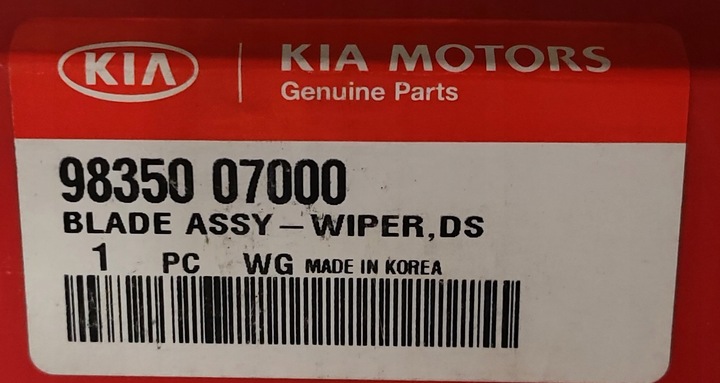 KIA | KIA MOTORS
Genuine Parts
98350 07000
BLADE ASSY - WIPER,DS
1 PC WG MADE IN KOREA